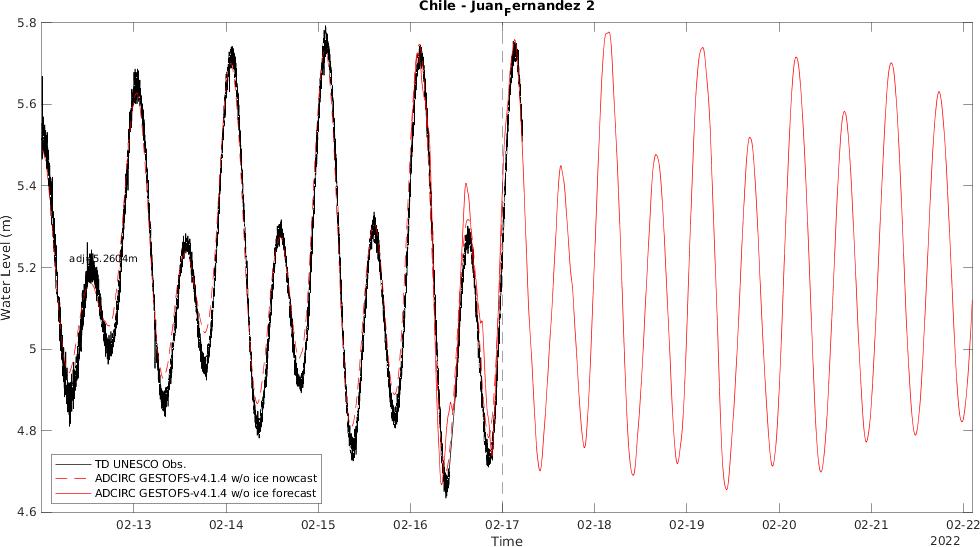 Chile - JuanFernandez 2
5.8
5.6
5.4
5.2
5
4.8
4.6
Water Level (m)
adj=5.2604m
TD UNESCO Obs.
ADCIRC GESTOFS-v4.1.4 w/o ice nowcast
ADCIRC GESTOFS-v4.1.4 w/o ice forecast
02-13 02-14 02-15 02-16 02-17 02-18 02-19 02-20 02-21 02-22
Time
2022